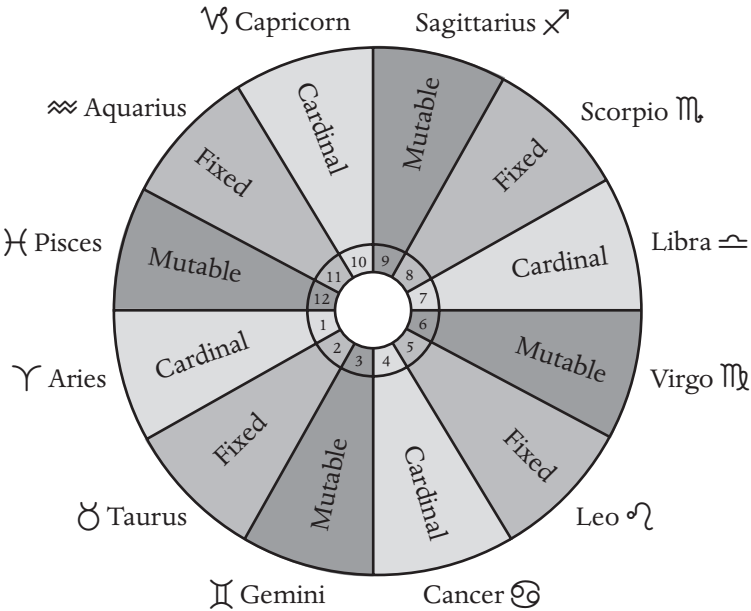 ♑ Capricorn
Sagittarius ♐
♒ Aquarius
Scorpio ♏
♓ Pisces
Libra ♎
♈ Aries
Virgo ♍
♉ Taurus
Leo ♌
♊ Gemini
Cancer ♋
Cardinal
Mutable
Fixed
Fixed
Mutable
Cardinal
Cardinal
Mutable
Fixed
Fixed
Mutable
Cardinal
10
9
11
8
12
7
1
6
2
5
3
4